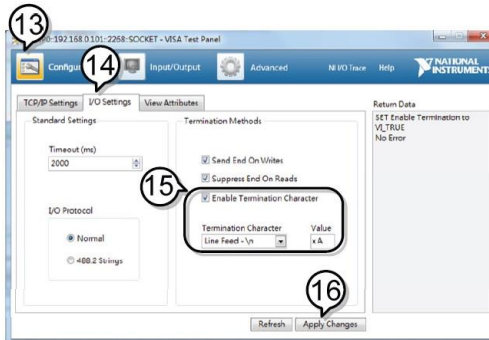 13
0::192.168.0.101::2268::SOCKET - VISA Test Panel
14
Input/Output
Advanced
NI I/O Trace
Help
NATIONAL INSTRUMENTS
TCP/IP Settings
I/O Settings
View Attributes
Return Data
Standard Settings
Termination Methods
SET Enable Termination to
VI_TRUE
No Error
Timeout (ms)
2000
Send End On Writes
Suppress End On Reads
15
Enable Termination Character
I/O Protocol
Termination Character
Value
Normal
Line Feed - \n
xA
488.2 Strings
16
Refresh
Apply Changes